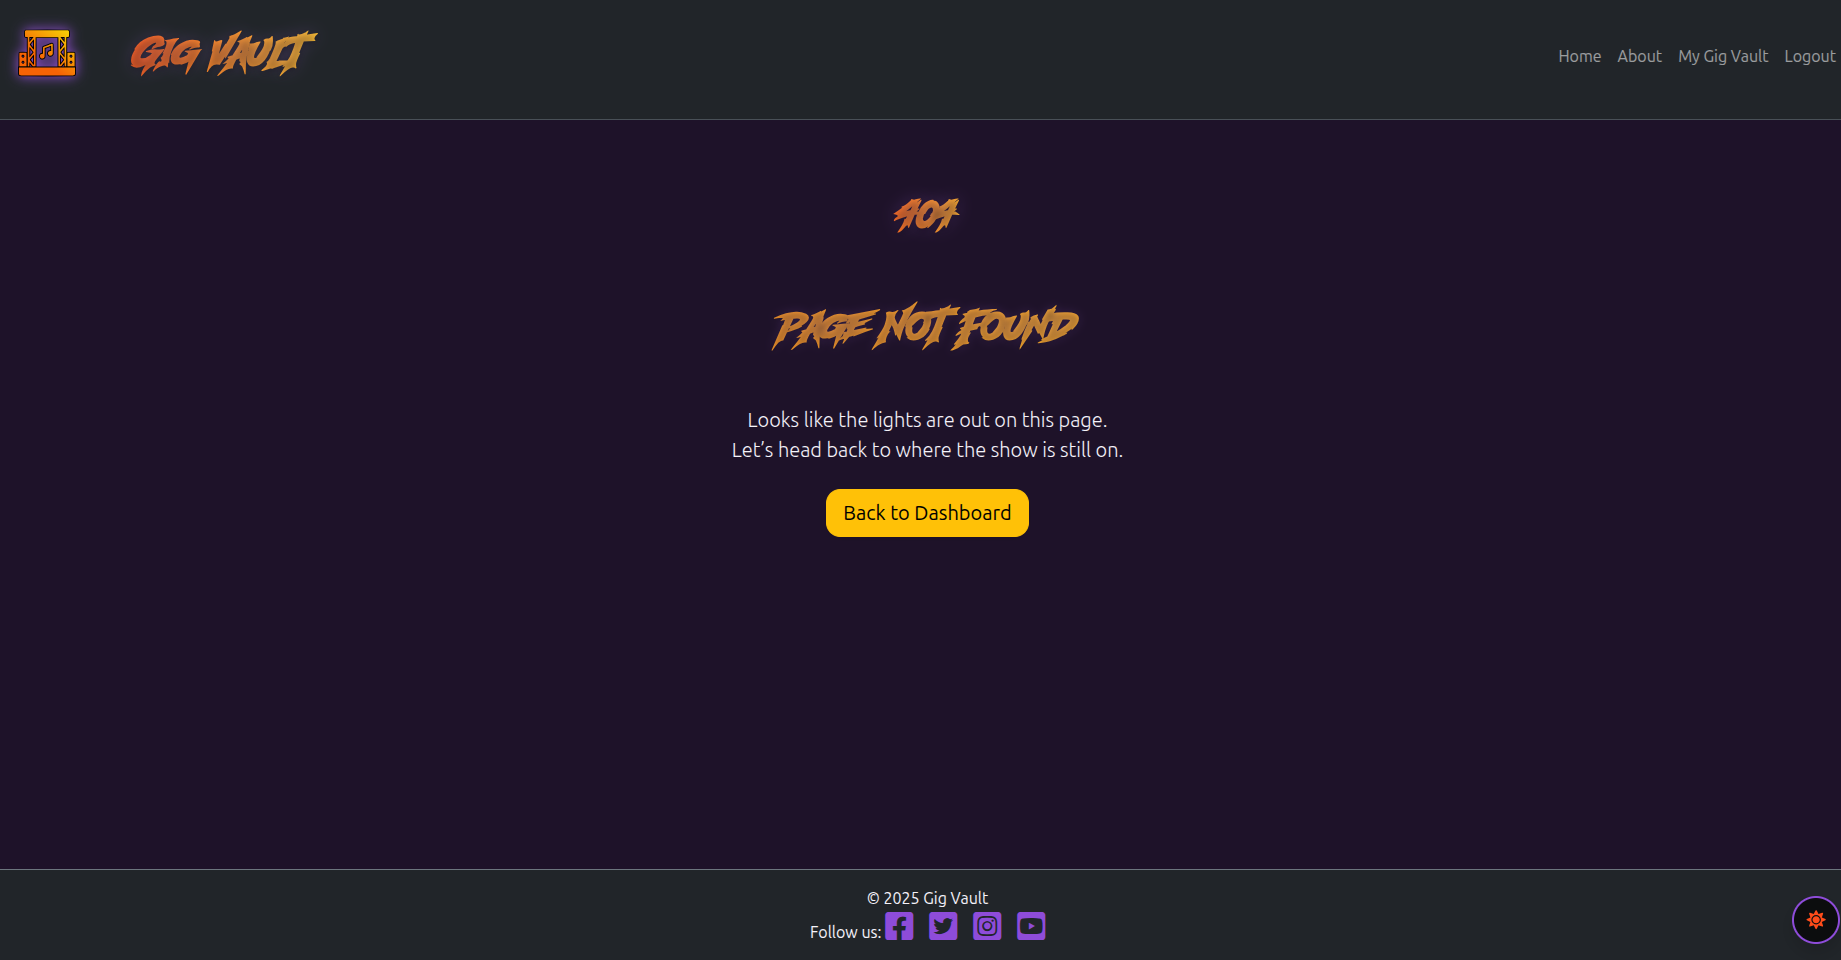 Gig Vault
Home About My Gig Vault Logout
404
Page Not Found
Looks like the lights are out on this page.
Let’s head back to where the show is still on.
Back to Dashboard
© 2025 Gig Vault
Follow us: